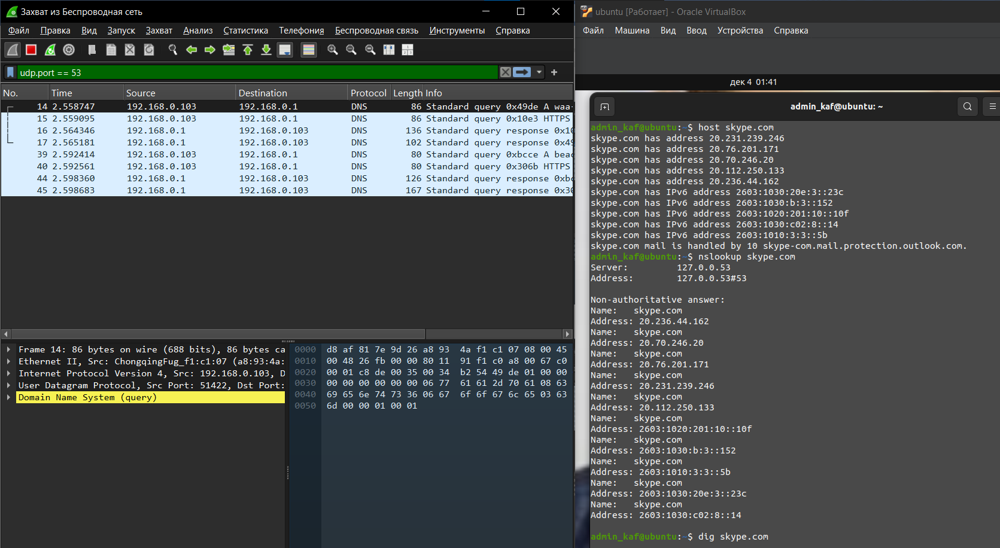 Захват из Беспроводная сеть
Файл Правка Вид Запуск Захват Анализ Статистика Телефония Беспроводная связь Инструменты Справка
udp.port == 53
No. Time Source Destination Protocol Length Info
14 2.558747 192.168.0.103 192.168.0.1 DNS 86 Standard query 0x49de A waa-
15 2.559095 192.168.0.103 192.168.0.1 DNS 86 Standard query 0x10e3 HTTPS
16 2.564346 192.168.0.1 192.168.0.103 DNS 136 Standard query response 0x10
17 2.565181 192.168.0.1 192.168.0.103 DNS 102 Standard query response 0x49
39 2.592414 192.168.0.103 192.168.0.1 DNS 80 Standard query 0xbcce A beac
40 2.592561 192.168.0.103 192.168.0.1 DNS 80 Standard query 0x306b HTTPS
44 2.598360 192.168.0.1 192.168.0.103 DNS 126 Standard query response 0xbc
45 2.598683 192.168.0.1 192.168.0.103 DNS 167 Standard query response 0x30
Frame 14: 86 bytes on wire (688 bits), 86 bytes ca
Ethernet II, Src: ChongqingFug_f1:c1:07 (a8:93:4a:
Internet Protocol Version 4, Src: 192.168.0.103, D
User Datagram Protocol, Src Port: 51422, Dst Port:
Domain Name System (query)
0000 d8 af 81 7e 9d 26 a8 93 4a f1 c1 07 08 00 45
0010 00 48 26 fb 00 00 80 11 91 f1 c0 a8 00 67 c0
0020 00 01 c8 de 00 35 00 34 b2 54 49 de 01 00 00
0030 00 00 00 00 00 00 06 77 61 61 2d 70 61 08 63
0040 69 65 6e 74 73 36 06 67 6f 6f 67 6c 65 03 63
0050 6d 00 00 01 00 01
ubuntu [Работает] - Oracle VirtualBox
Файл Машина Вид Ввод Устройства Справка
дек 4 01:41
admin_kaf@ubuntu: ~
admin_kaf@ubuntu:~$ host skype.com
skype.com has address 20.231.239.246
skype.com has address 20.76.201.171
skype.com has address 20.70.246.20
skype.com has address 20.112.250.133
skype.com has address 20.236.44.162
skype.com has IPv6 address 2603:1030:20e:3::23c
skype.com has IPv6 address 2603:1030:b:3::152
skype.com has IPv6 address 2603:1020:201:10::10f
skype.com has IPv6 address 2603:1030:c02:8::14
skype.com has IPv6 address 2603:1010:3:3::5b
skype.com mail is handled by 10 skype-com.mail.protection.outlook.com.
admin_kaf@ubuntu:~$ nslookup skype.com
Server: 127.0.0.53
Address: 127.0.0.53#53
Non-authoritative answer:
Name: skype.com
Address: 20.236.44.162
Name: skype.com
Address: 20.70.246.20
Name: skype.com
Address: 20.76.201.171
Name: skype.com
Address: 20.231.239.246
Name: skype.com
Address: 20.112.250.133
Name: skype.com
Address: 2603:1020:201:10::10f
Name: skype.com
Address: 2603:1030:b:3::152
Name: skype.com
Address: 2603:1010:3:3::5b
Name: skype.com
Address: 2603:1030:20e:3::23c
Name: skype.com
Address: 2603:1030:c02:8::14
admin_kaf@ubuntu:~$ dig skype.com